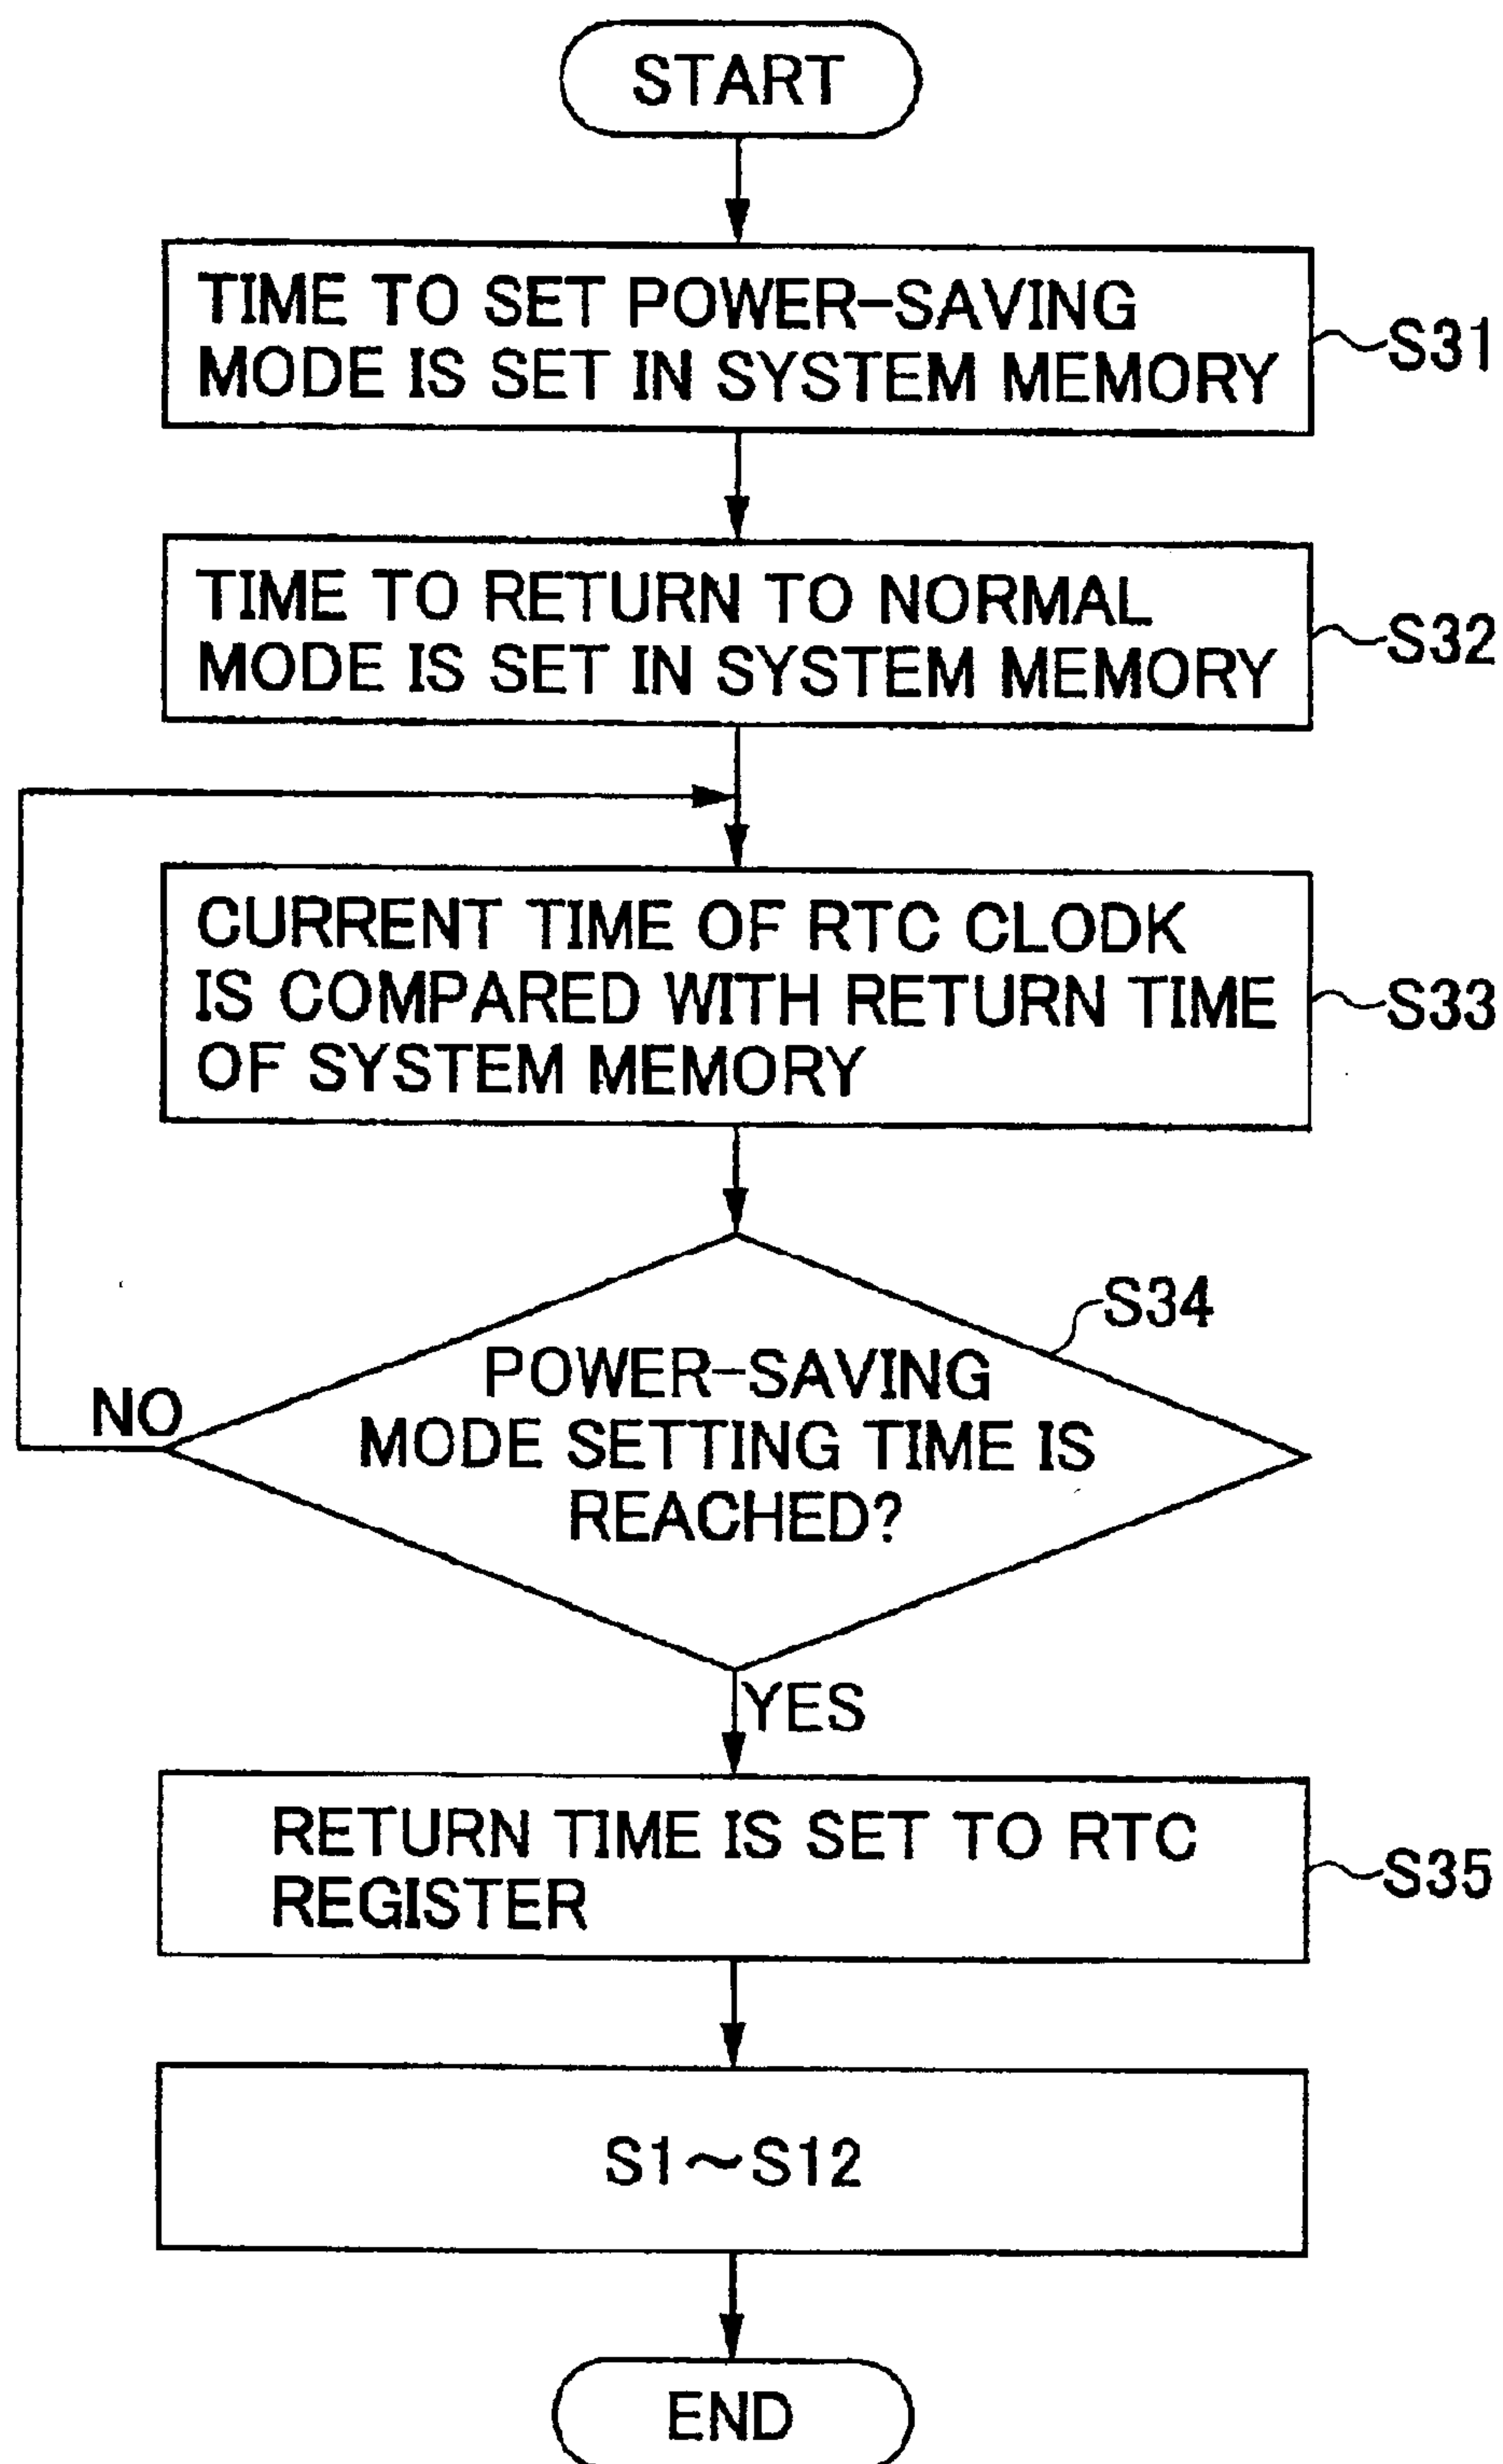 START
TIME TO SET POWER-SAVING
MODE IS SET IN SYSTEM MEMORY
S31
TIME TO RETURN TO NORMAL
MODE IS SET IN SYSTEM MEMORY
S32
CURRENT TIME OF RTC CLODK
IS COMPARED WITH RETURN TIME
OF SYSTEM MEMORY
S33
S34
POWER-SAVING
MODE SETTING TIME IS
REACHED?
NO
YES
RETURN TIME IS SET TO RTC
REGISTER
S35
S1～S12
END